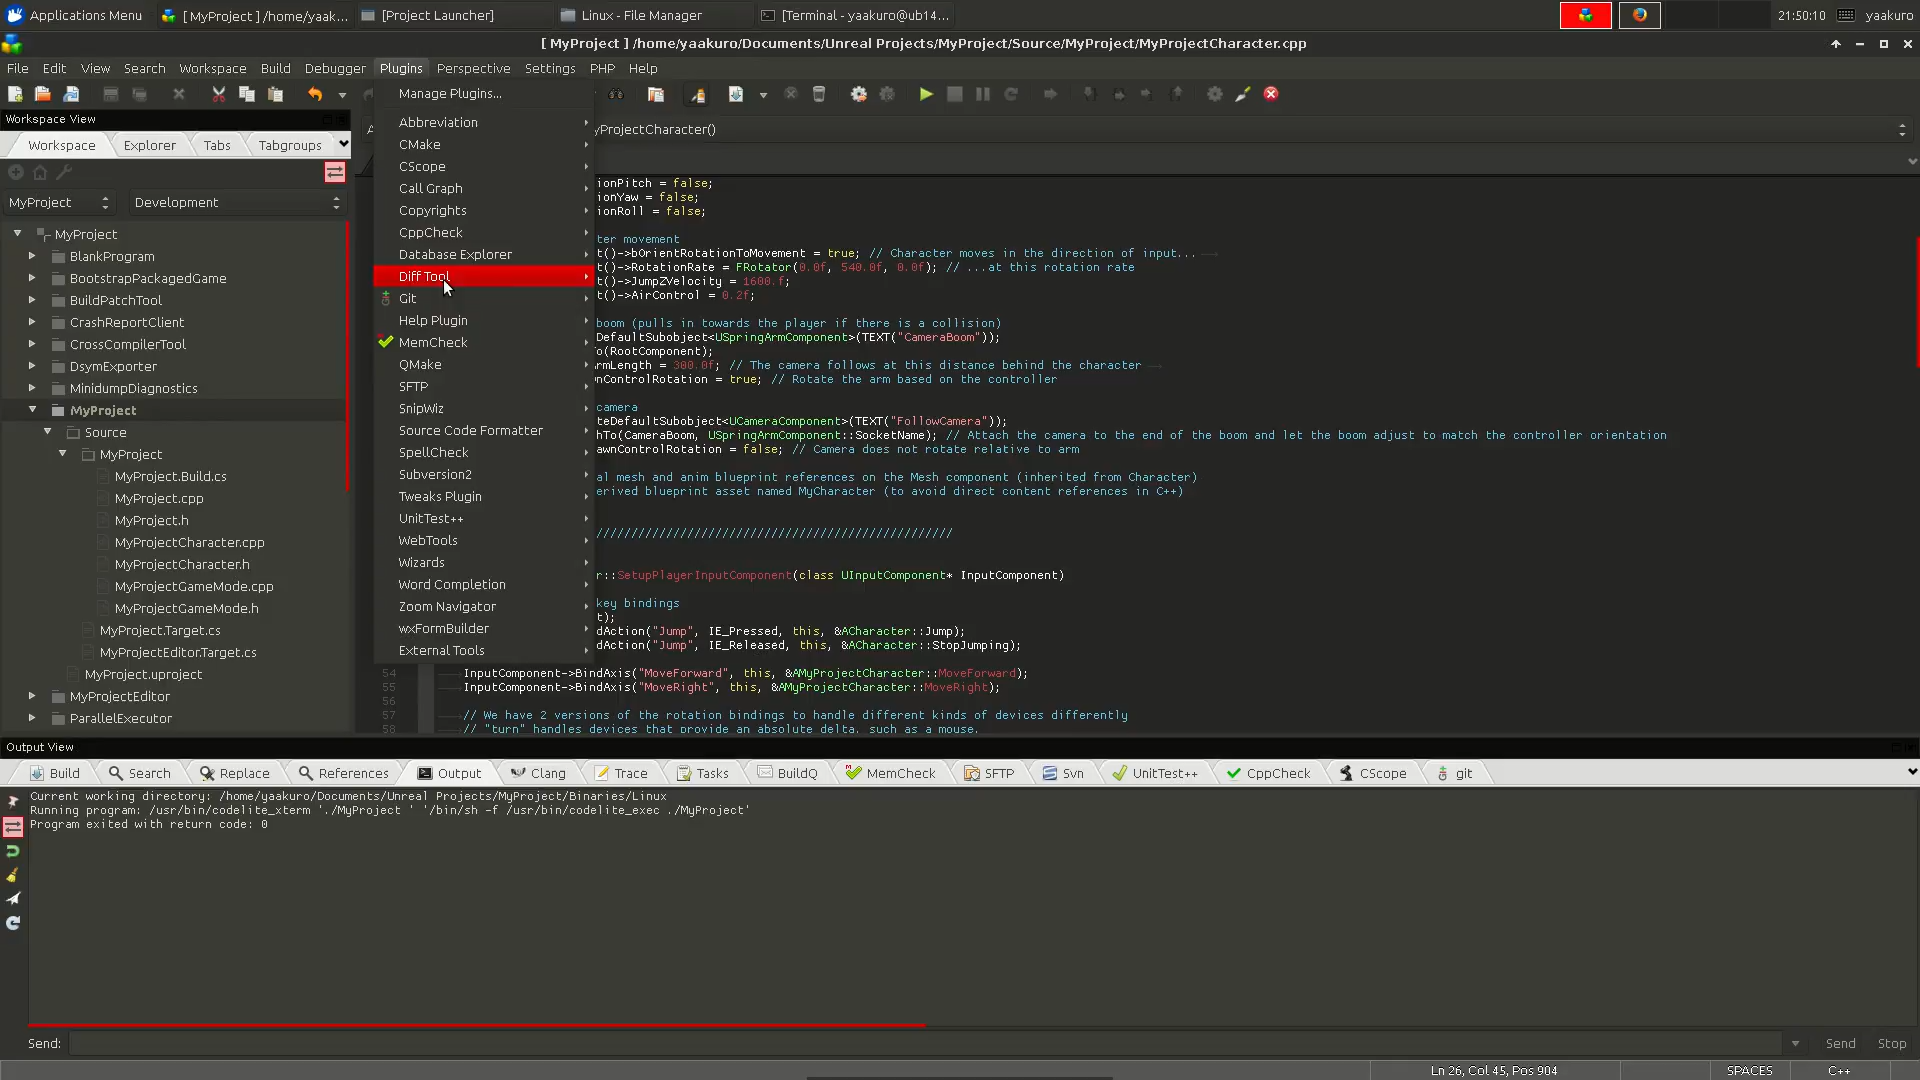 Applications Menu
[ MyProject ] /home/yaak...
[Project Launcher]
Linux - File Manager
[Terminal - yaakuro@ub14...
21:50:10
yaakuro
[ MyProject ] /home/yaakuro/Documents/Unreal Projects/MyProject/Source/MyProject/MyProjectCharacter.cpp
File Edit View Search Workspace Build Debugger Plugins Perspective Settings PHP Help
Workspace View
Workspace Explorer Tabs Tabgroups
MyProject
Development
MyProject
BlankProgram
BootstrapPackagedGame
BuildPatchTool
CrashReportClient
CrossCompilerTool
DsymExporter
MinidumpDiagnostics
MyProject
Source
MyProject
MyProject.Build.cs
MyProject.cpp
MyProject.h
MyProjectCharacter.cpp
MyProjectCharacter.h
MyProjectGameMode.cpp
MyProjectGameMode.h
MyProject.Target.cs
MyProjectEditor.Target.cs
MyProject.uproject
MyProjectEditor
ParallelExecutor
Manage Plugins...
Abbreviation
CMake
CScope
Call Graph
Copyrights
CppCheck
Database Explorer
Diff Tool
Git
Help Plugin
MemCheck
QMake
SFTP
SnipWiz
Source Code Formatter
SpellCheck
Subversion2
Tweaks Plugin
UnitTest++
WebTools
Wizards
Word Completion
Zoom Navigator
wxFormBuilder
External Tools
yProjectCharacter()
ionPitch = false;
ionYaw = false;
ionRoll = false;
ter movement
t()->bOrientRotationToMovement = true; // Character moves in the direction of input...
t()->RotationRate = FRotator(0.0f, 540.0f, 0.0f); // ...at this rotation rate
t()->JumpZVelocity = 1600.f;
t()->AirControl = 0.2f;
boom (pulls in towards the player if there is a collision)
DefaultSubobject<USpringArmComponent>(TEXT("CameraBoom"));
o(RootComponent);
rmLength = 300.0f; // The camera follows at this distance behind the character
nControlRotation = true; // Rotate the arm based on the controller
camera
teDefaultSubobject<UCameraComponent>(TEXT("FollowCamera"));
hTo(CameraBoom, USpringArmComponent::SocketName); // Attach the camera to the end of the boom and let the boom adjust to match the controller orientation
awnControlRotation = false; // Camera does not rotate relative to arm
al mesh and anim blueprint references on the Mesh component (inherited from Character)
erived blueprint asset named MyCharacter (to avoid direct content references in C++)
///////////////////////////////////////////////////
r::SetupPlayerInputComponent(class UInputComponent* InputComponent)
key bindings
t);
dAction("Jump", IE_Pressed, this, &ACharacter::Jump);
dAction("Jump", IE_Released, this, &ACharacter::StopJumping);
54 InputComponent->BindAxis("MoveForward", this, &AMyProjectCharacter::MoveForward);
55 InputComponent->BindAxis("MoveRight", this, &AMyProjectCharacter::MoveRight);
56
57 // We have 2 versions of the rotation bindings to handle different kinds of devices differently
58 // "turn" handles devices that provide an absolute delta, such as a mouse.
Output View
Build Search Replace References Output Clang Trace Tasks BuildQ MemCheck SFTP Svn UnitTest++ CppCheck CScope git
Current working directory: /home/yaakuro/Documents/Unreal Projects/MyProject/Binaries/Linux
Running program: /usr/bin/codelite_xterm './MyProject ' '/bin/sh -f /usr/bin/codelite_exec ./MyProject'
Program exited with return code: 0
Send:
Send
Stop
Ln 26, Col 45, Pos 904
SPACES
C++